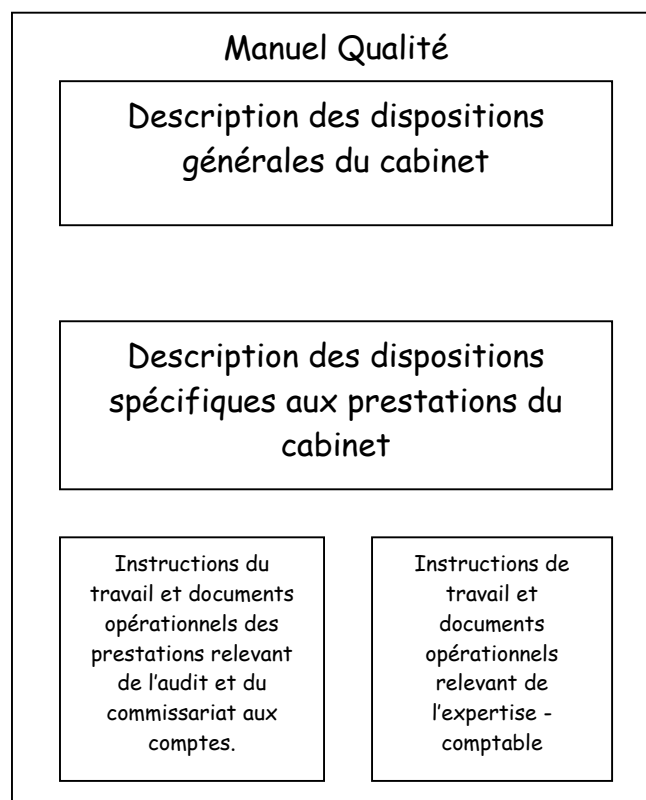 Manuel Qualité
Description des dispositions
générales du cabinet
Description des dispositions
spécifiques aux prestations du
cabinet
Instructions du
travail et documents
opérationnels des
prestations relevant
de l'audit et du
commissariat aux
comptes.
Instructions de
travail et
documents
opérationnels
relevant de
l'expertise -
comptable